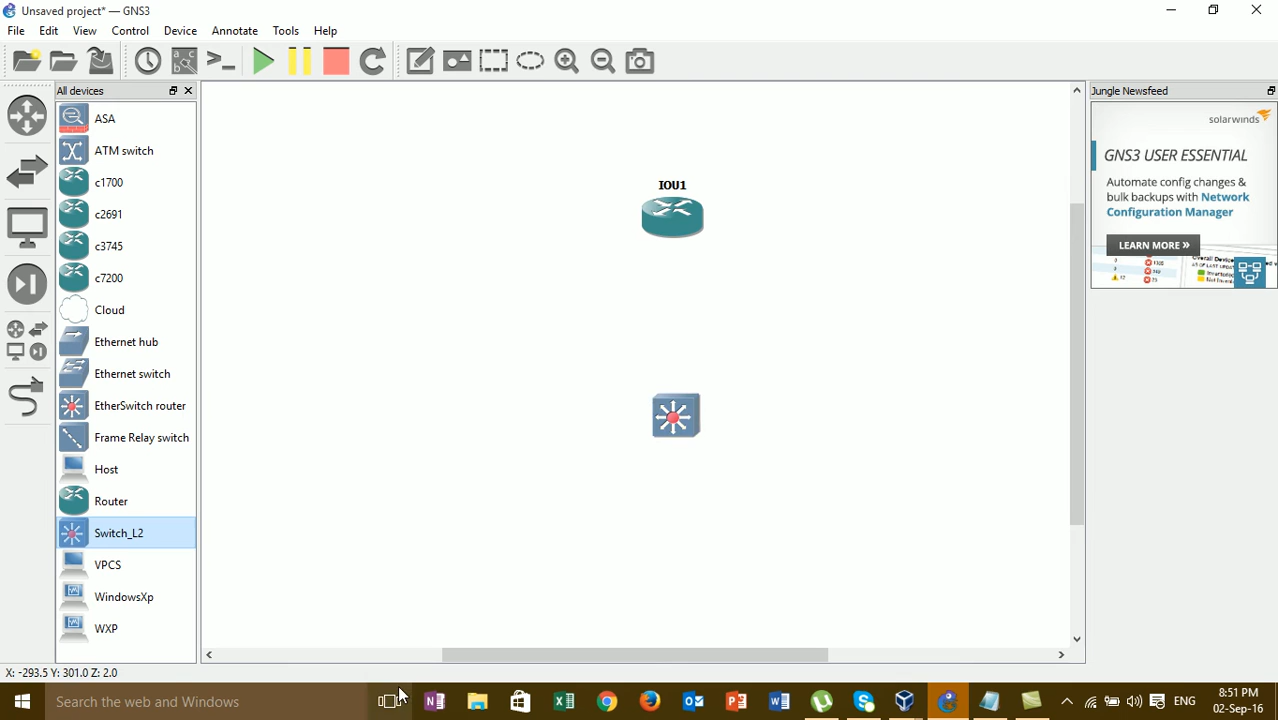 Unsaved project* — GNS3
File Edit View Control Device Annotate Tools Help
All devices
ASA
ATM switch
c1700
c2691
c3745
c7200
Cloud
Ethernet hub
Ethernet switch
EtherSwitch router
Frame Relay switch
Host
Router
Switch_L2
VPCS
WindowsXp
WXP
IOU1
Jungle Newsfeed
solarwinds
GNS3 USER ESSENTIAL
Automate config changes &
bulk backups with Network
Configuration Manager
LEARN MORE »
X: -293.5 Y: 301.0 Z: 2.0
Search the web and Windows
ENG
8:51 PM
02-Sep-16